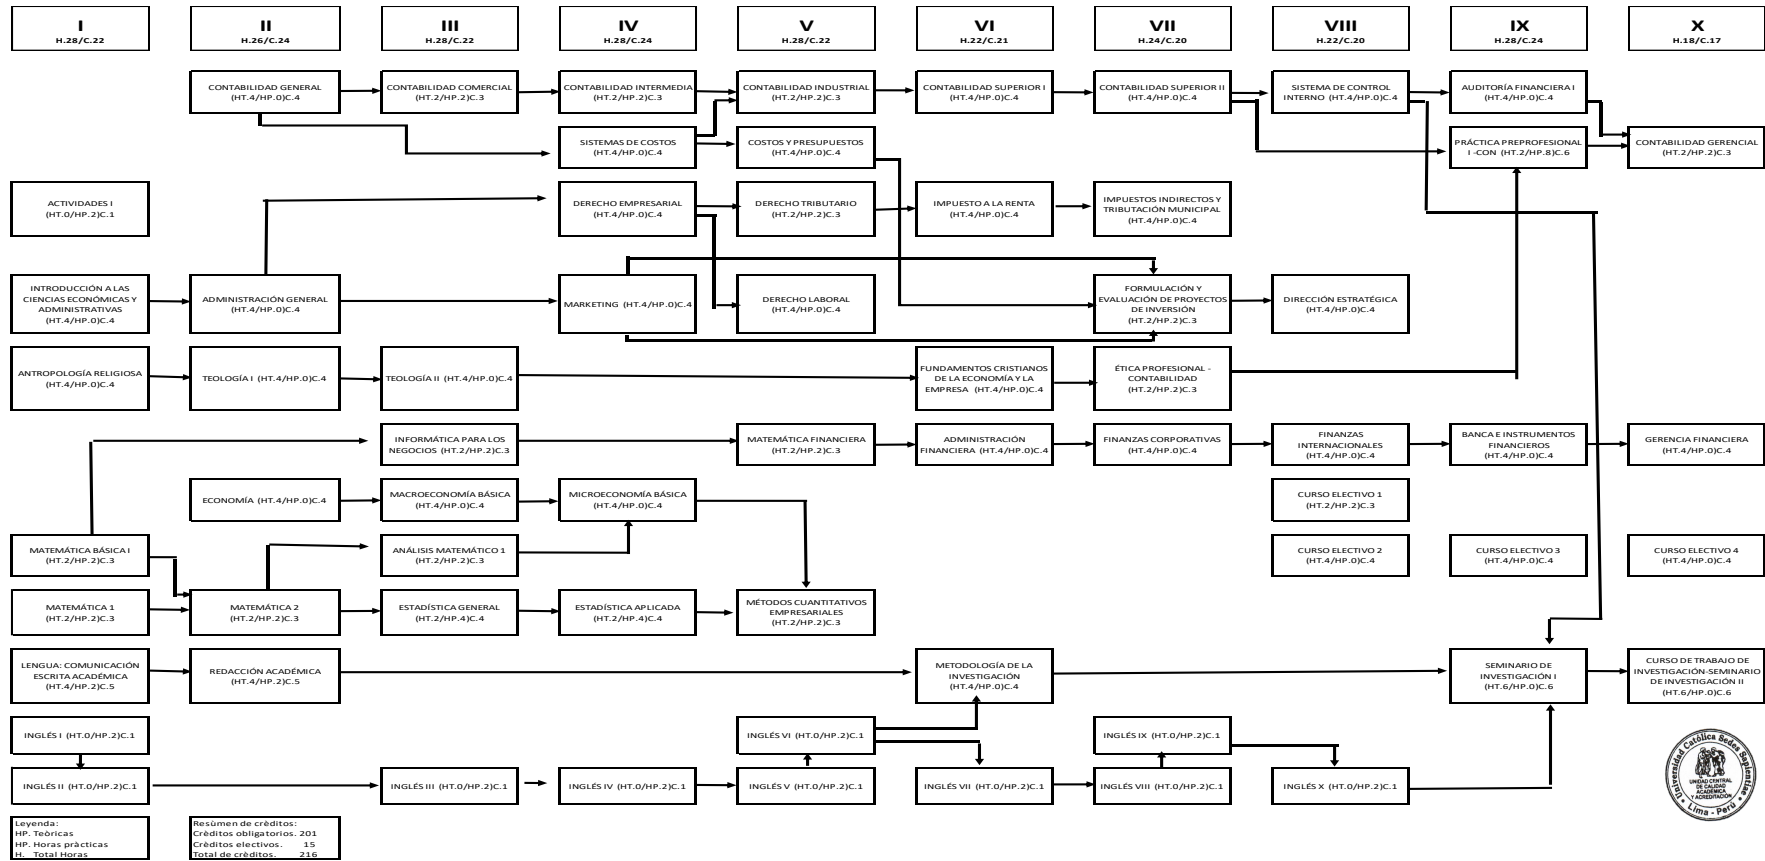 I
H.28/C.22
II
H.26/C.24
III
H.28/C.22
IV
H.28/C.24
V
H.28/C.22
VI
H.22/C.21
VII
H.24/C.20
VIII
H.22/C.20
IX
H.28/C.24
X
H.18/C.17
CONTABILIDAD GENERAL
(HT.4/HP.0)C.4
CONTABILIDAD COMERCIAL
(HT.2/HP.2)C.3
CONTABILIDAD INTERMEDIA
(HT.2/HP.2)C.3
CONTABILIDAD INDUSTRIAL
(HT.2/HP.2)C.3
CONTABILIDAD SUPERIOR I
(HT.4/HP.0)C.4
CONTABILIDAD SUPERIOR II
(HT.4/HP.0)C.4
SISTEMA DE CONTROL
INTERNO (HT.4/HP.0)C.4
AUDITORÍA FINANCIERA I
(HT.4/HP.0)C.4
SISTEMAS DE COSTOS
(HT.4/HP.0)C.4
COSTOS Y PRESUPUESTOS
(HT.4/HP.0)C.4
PRÁCTICA PREPROFESIONAL
I -CON (HT.2/HP.8)C.6
CONTABILIDAD GERENCIAL
(HT.2/HP.2)C.3
ACTIVIDADES I
(HT.0/HP.2)C.1
DERECHO EMPRESARIAL
(HT.4/HP.0)C.4
DERECHO TRIBUTARIO
(HT.2/HP.2)C.3
IMPUESTO A LA RENTA
(HT.4/HP.0)C.4
IMPUESTOS INDIRECTOS Y
TRIBUTACIÓN MUNICIPAL
(HT.4/HP.0)C.4
INTRODUCCIÓN A LAS
CIENCIAS ECONÓMICAS Y
ADMINISTRATIVAS
(HT.4/HP.0)C.4
ADMINISTRACIÓN GENERAL
(HT.4/HP.0)C.4
MARKETING (HT.4/HP.0)C.4
DERECHO LABORAL
(HT.4/HP.0)C.4
FORMULACIÓN Y
EVALUACIÓN DE PROYECTOS
DE INVERSIÓN
(HT.2/HP.2)C.3
DIRECCIÓN ESTRATÉGICA
(HT.4/HP.0)C.4
ANTROPOLOGÍA RELIGIOSA
(HT.4/HP.0)C.4
TEOLOGÍA I (HT.4/HP.0)C.4
TEOLOGÍA II (HT.4/HP.0)C.4
FUNDAMENTOS CRISTIANOS
DE LA ECONOMÍA Y LA
EMPRESA (HT.4/HP.0)C.4
ÉTICA PROFESIONAL -
CONTABILIDAD
(HT.2/HP.2)C.3
INFORMÁTICA PARA LOS
NEGOCIOS (HT.2/HP.2)C.3
MATEMÁTICA FINANCIERA
(HT.2/HP.2)C.3
ADMINISTRACIÓN
FINANCIERA (HT.4/HP.0)C.4
FINANZAS CORPORATIVAS
(HT.4/HP.0)C.4
FINANZAS
INTERNACIONALES
(HT.4/HP.0)C.4
BANCA E INSTRUMENTOS
FINANCIEROS
(HT.4/HP.0)C.4
GERENCIA FINANCIERA
(HT.4/HP.0)C.4
ECONOMÍA (HT.4/HP.0)C.4
MACROECONOMÍA BÁSICA
(HT.4/HP.0)C.4
MICROECONOMÍA BÁSICA
(HT.4/HP.0)C.4
CURSO ELECTIVO 1
(HT.2/HP.2)C.3
MATEMÁTICA BÁSICA I
(HT.2/HP.2)C.3
ANÁLISIS MATEMÁTICO 1
(HT.2/HP.2)C.3
CURSO ELECTIVO 2
(HT.4/HP.0)C.4
CURSO ELECTIVO 3
(HT.4/HP.0)C.4
CURSO ELECTIVO 4
(HT.4/HP.0)C.4
MATEMÁTICA 1
(HT.2/HP.2)C.3
MATEMÁTICA 2
(HT.2/HP.2)C.3
ESTADÍSTICA GENERAL
(HT.2/HP.4)C.4
ESTADÍSTICA APLICADA
(HT.2/HP.4)C.4
MÉTODOS CUANTITATIVOS
EMPRESARIALES
(HT.2/HP.2)C.3
LENGUA: COMUNICACIÓN
ESCRITA ACADÉMICA
(HT.4/HP.2)C.5
REDACCIÓN ACADÉMICA
(HT.4/HP.2)C.5
METODOLOGÍA DE LA
INVESTIGACIÓN
(HT.4/HP.0)C.4
SEMINARIO DE
INVESTIGACIÓN I
(HT.6/HP.0)C.6
CURSO DE TRABAJO DE
INVESTIGACIÓN-SEMINARIO
DE INVESTIGACIÓN II
(HT.6/HP.0)C.6
INGLÉS I (HT.0/HP.2)C.1
INGLÉS VI (HT.0/HP.2)C.1
INGLÉS IX (HT.0/HP.2)C.1
INGLÉS II (HT.0/HP.2)C.1
INGLÉS III (HT.0/HP.2)C.1
INGLÉS IV (HT.0/HP.2)C.1
INGLÉS V (HT.0/HP.2)C.1
INGLÉS VII (HT.0/HP.2)C.1
INGLÉS VIII (HT.0/HP.2)C.1
INGLÉS X (HT.0/HP.2)C.1
Universidad Católica Sedes Sapientiae
UNIDAD CENTRAL
DE CALIDAD
ACADÉMICA
Y ACREDITACIÓN
Lima - Perú
Leyenda:
HP. Teòricas
HP. Horas pràcticas
H. Total Horas
Resùmen de crèditos:
Crèditos obligatorios. 201
Crèditos electivos. 15
Total de crèditos. 216